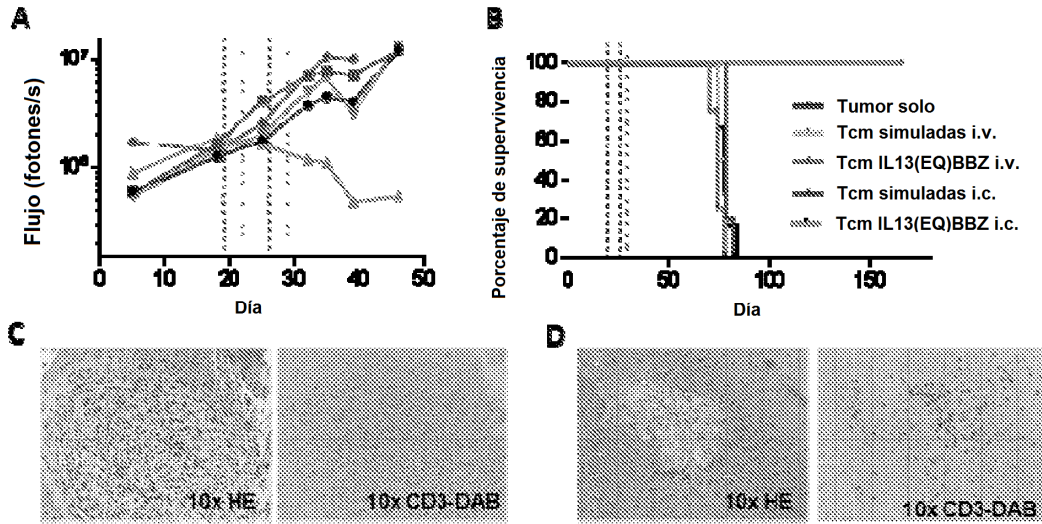 A
Flujo (fotones/s)
10⁷
10⁶
0
10
20
30
40
50
Día
B
Porcentaje de supervivencia
100
80
60
40
20
0
0
50
100
150
Día
Tumor solo
Tcm simuladas i.v.
Tcm IL13(EQ)BBZ i.v.
Tcm simuladas i.c.
Tcm IL13(EQ)BBZ i.c.
C
10x HE
10x CD3-DAB
D
10x HE
10x CD3-DAB